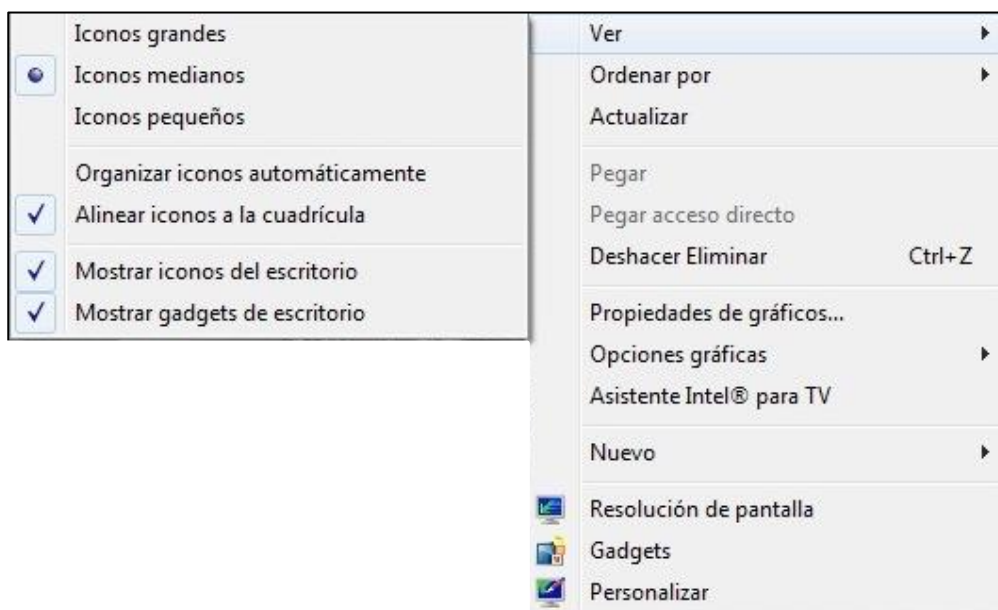 Iconos grandes
Iconos medianos
Iconos pequeños
Organizar iconos automáticamente
Alinear iconos a la cuadrícula
Mostrar iconos del escritorio
Mostrar gadgets de escritorio
Ver
Ordenar por
Actualizar
Pegar
Pegar acceso directo
Deshacer Eliminar Ctrl+Z
Propiedades de gráficos...
Opciones gráficas
Asistente Intel® para TV
Nuevo
Resolución de pantalla
Gadgets
Personalizar